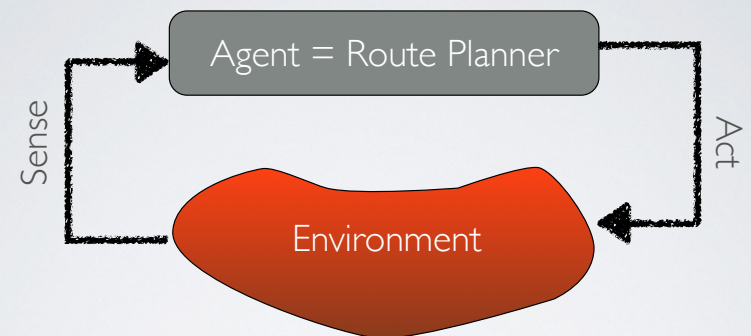 Agent = Route Planner
Sense
Act
Environment